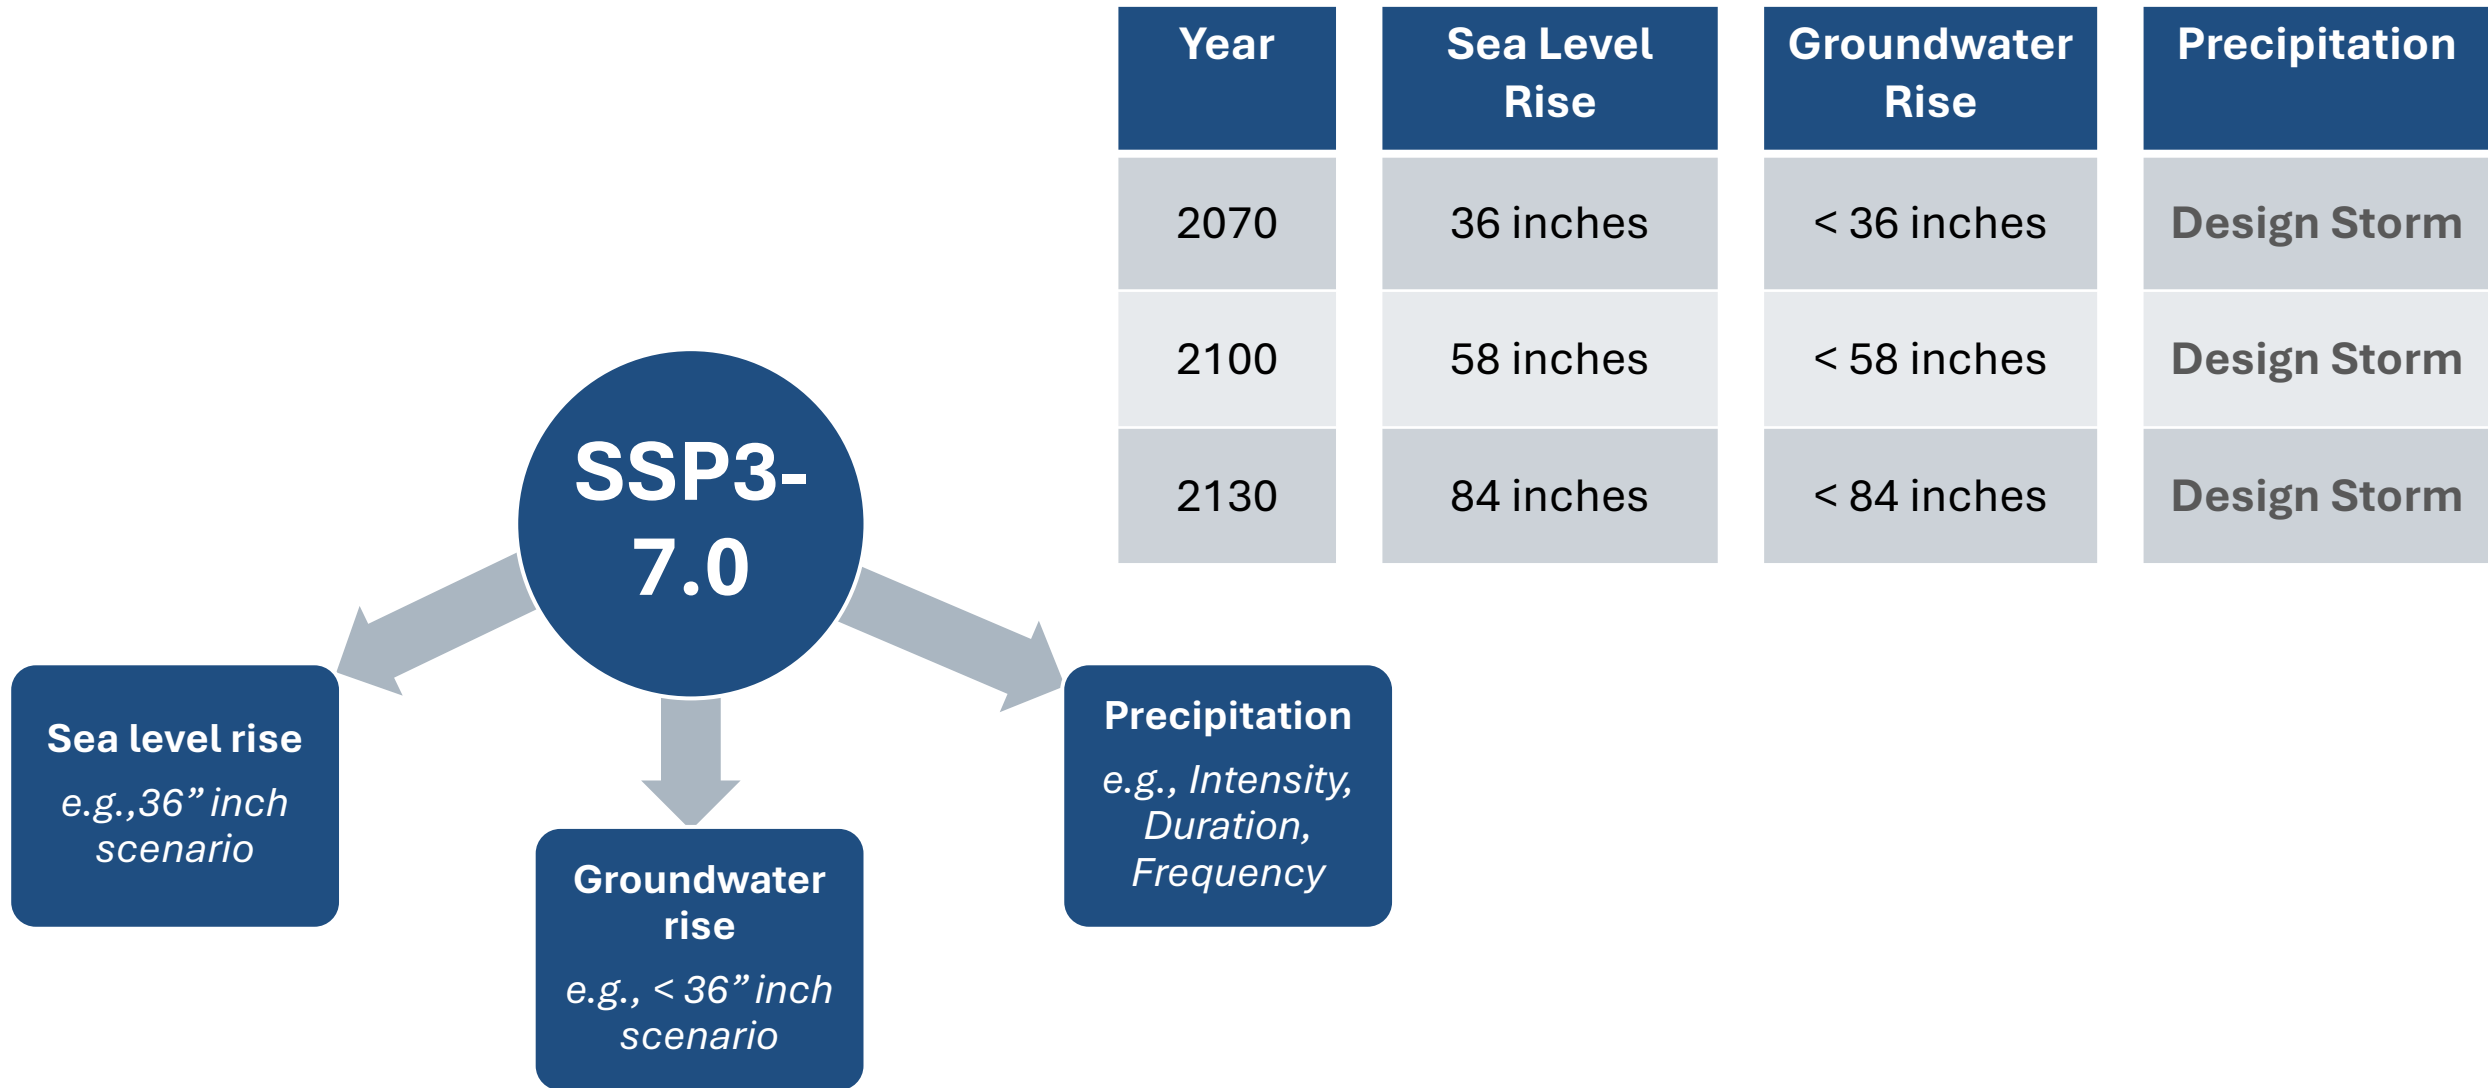 Year
Sea Level
Rise
Groundwater
Rise
Precipitation
2070
36 inches
< 36 inches
Design Storm
2100
58 inches
< 58 inches
Design Storm
2130
84 inches
< 84 inches
Design Storm
SSP3-
7.0
Sea level rise
e.g.,36” inch
scenario
Groundwater
rise
e.g., < 36” inch
scenario
Precipitation
e.g., Intensity,
Duration,
Frequency